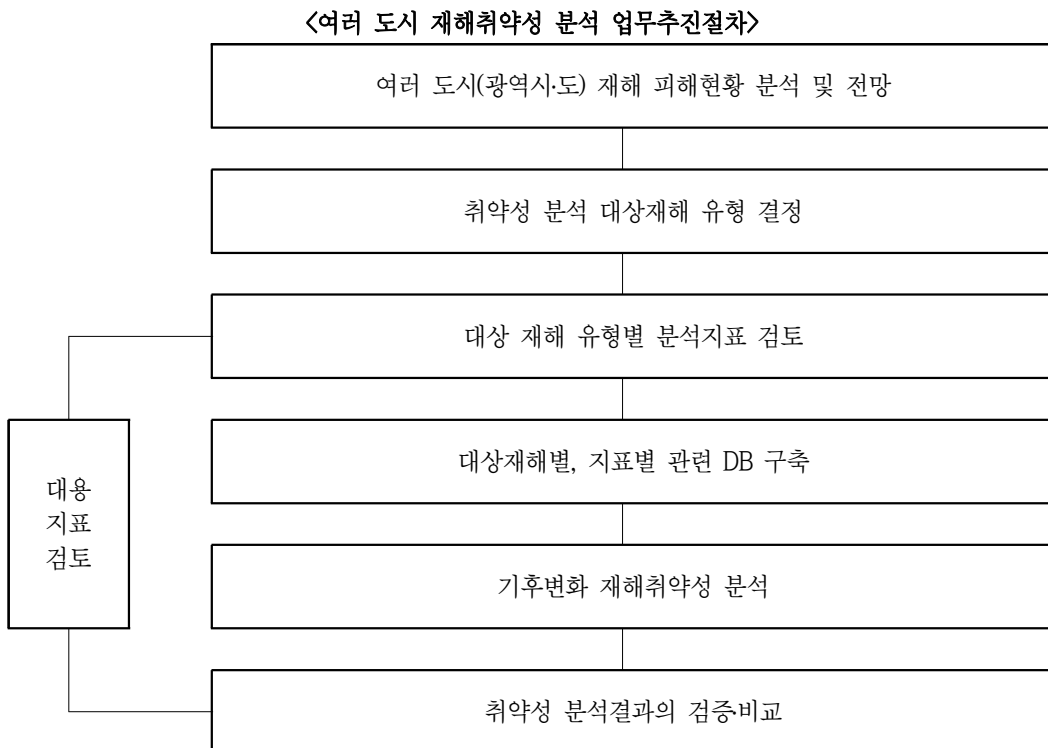 <여러 도시 재해취약성 분석 업무추진절차>
여러 도시(광역시·도) 재해 피해현황 분석 및 전망
취약성 분석 대상재해 유형 결정
대상 재해 유형별 분석지표 검토
대상재해별, 지표별 관련 DB 구축
대용
지표
검토
기후변화 재해취약성 분석
취약성 분석결과의 검증·비교